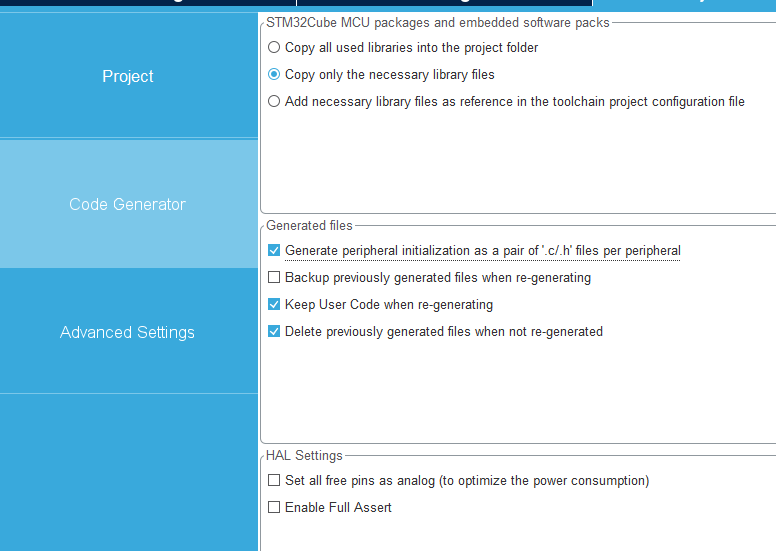 Project
Code Generator
Advanced Settings
STM32Cube MCU packages and embedded software packs
Copy all used libraries into the project folder
Copy only the necessary library files
Add necessary library files as reference in the toolchain project configuration file
Generated files
Generate peripheral initialization as a pair of '.c/.h' files per peripheral
Backup previously generated files when re-generating
Keep User Code when re-generating
Delete previously generated files when not re-generated
HAL Settings
Set all free pins as analog (to optimize the power consumption)
Enable Full Assert